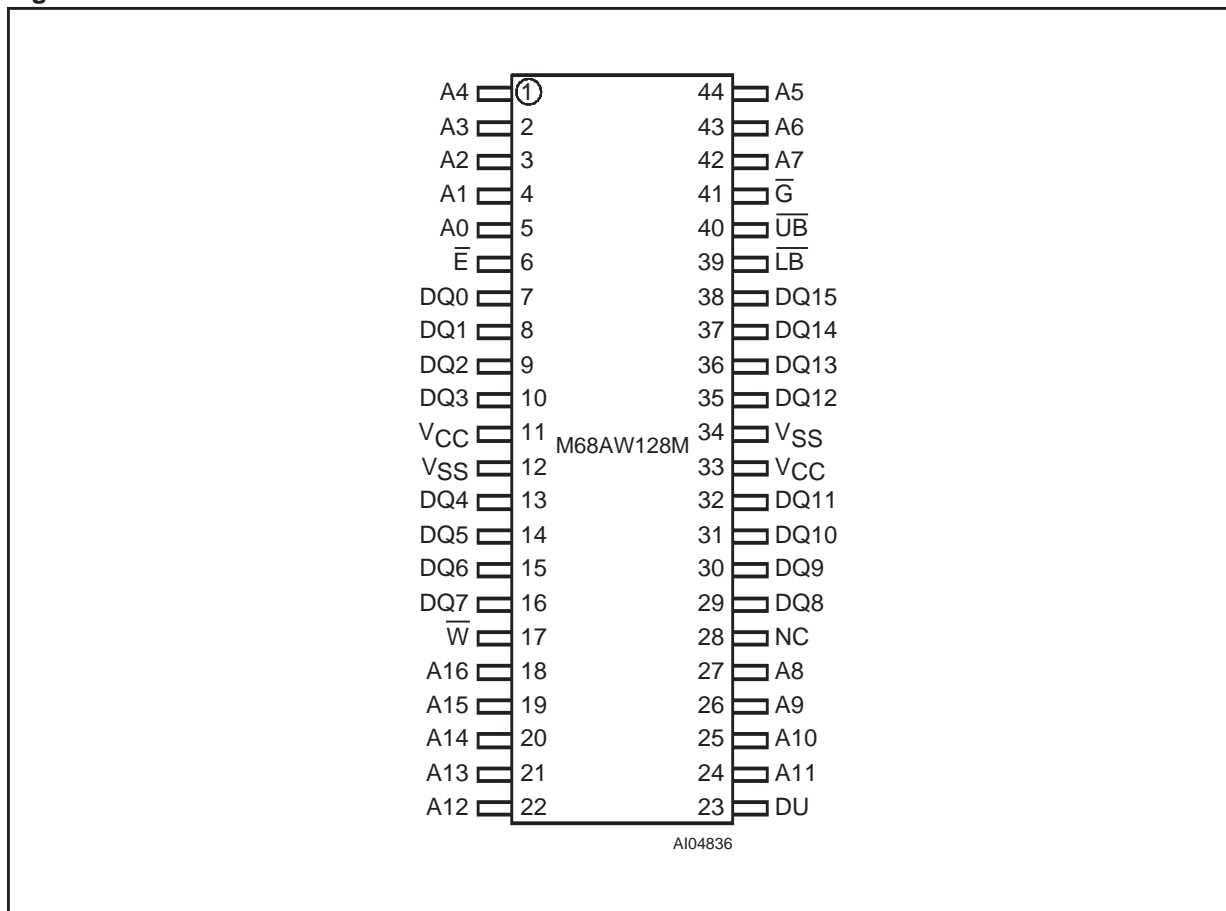 A4 1 44 A5
A3 2 43 A6
A2 3 42 A7
A1 4 41 G̅
A0 5 40 U̅B̅
E̅ 6 39 L̅B̅
DQ0 7 38 DQ15
DQ1 8 37 DQ14
DQ2 9 36 DQ13
DQ3 10 35 DQ12
VCC 11 34 VSS
M68AW128M
VSS 12 33 VCC
DQ4 13 32 DQ11
DQ5 14 31 DQ10
DQ6 15 30 DQ9
DQ7 16 29 DQ8
W̅ 17 28 NC
A16 18 27 A8
A15 19 26 A9
A14 20 25 A10
A13 21 24 A11
A12 22 23 DU
AI04836